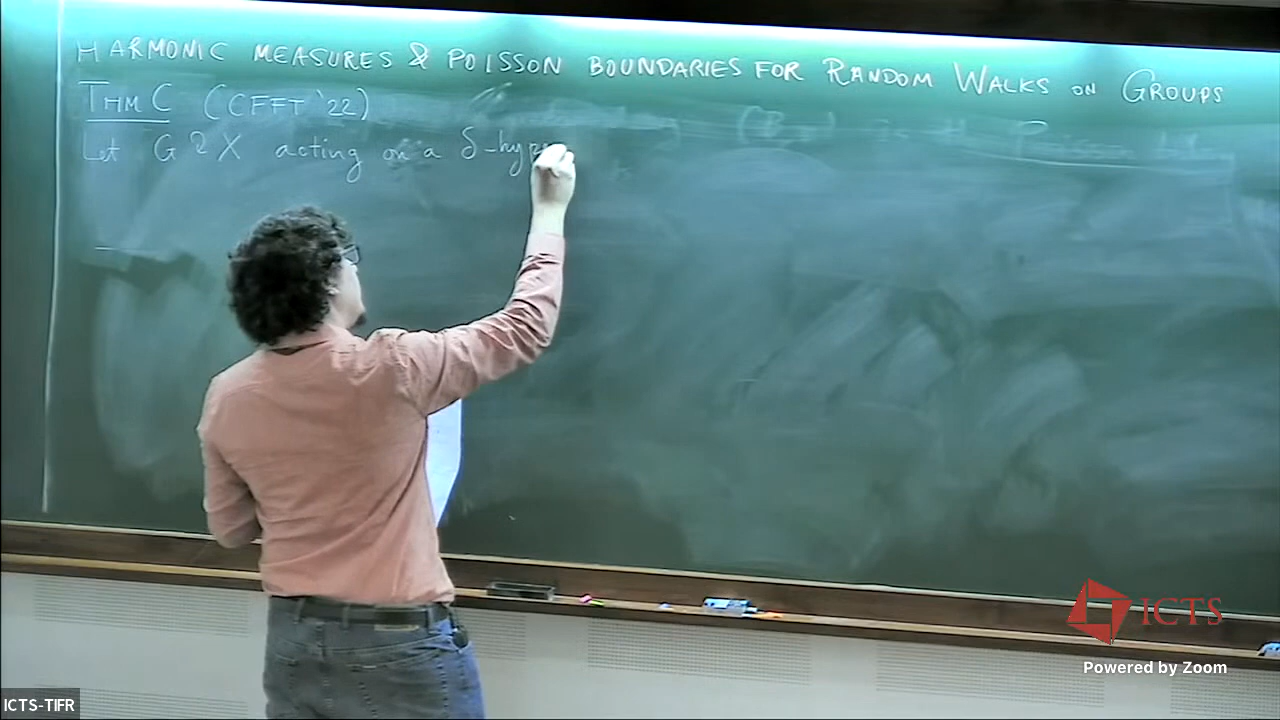 HARMONIC MEASURES & POISSON BOUNDARIES FOR RANDOM WALKS ON GROUPS
THM C (CFFT '22)
Let G ↷ X acting on a δ-hyp
ICTS
Powered by Zoom
ICTS-TIFR